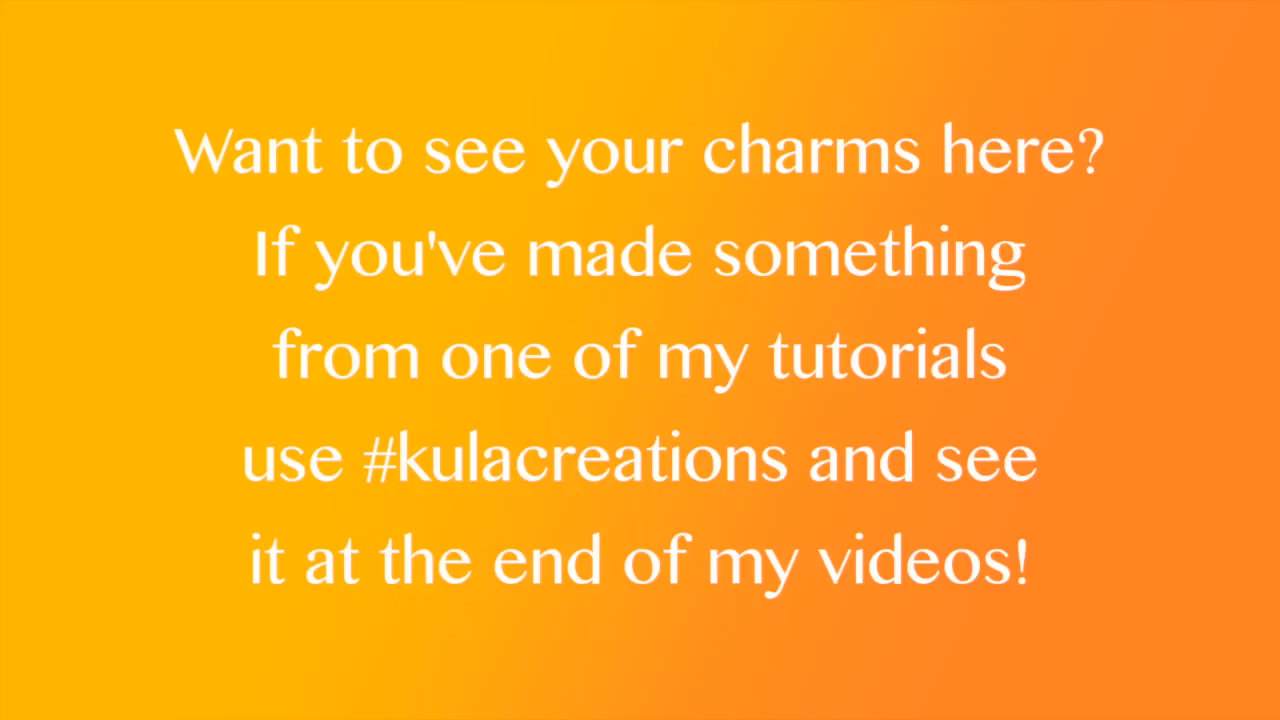 Want to see your charms here?
If you've made something
from one of my tutorials
use #kulacreations and see
it at the end of my videos!